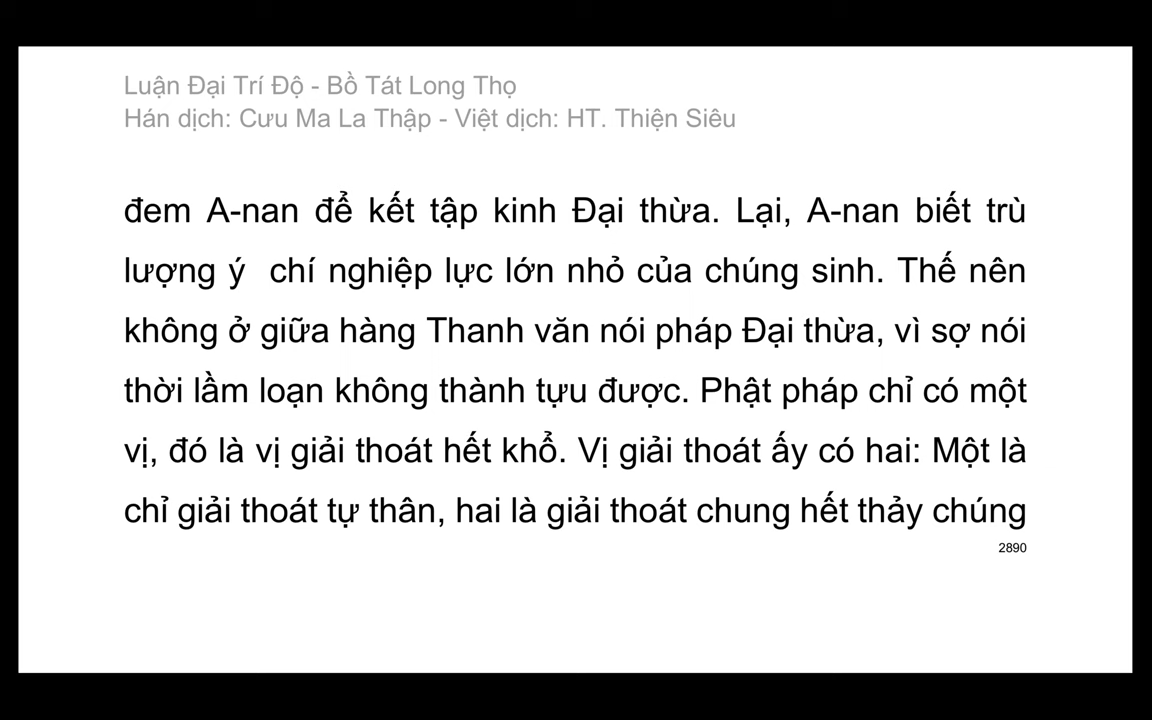 Luận Đại Trí Độ - Bồ Tát Long Thọ
Hán dịch: Cưu Ma La Thập - Việt dịch: HT. Thiện Siêu
đem A-nan để kết tập kinh Đại thừa. Lại, A-nan biết trù
lượng ý chí nghiệp lực lớn nhỏ của chúng sinh. Thế nên
không ở giữa hàng Thanh văn nói pháp Đại thừa, vì sợ nói
thời lầm loạn không thành tựu được. Phật pháp chỉ có một
vị, đó là vị giải thoát hết khổ. Vị giải thoát ấy có hai: Một là
chỉ giải thoát tự thân, hai là giải thoát chung hết thảy chúng
2890